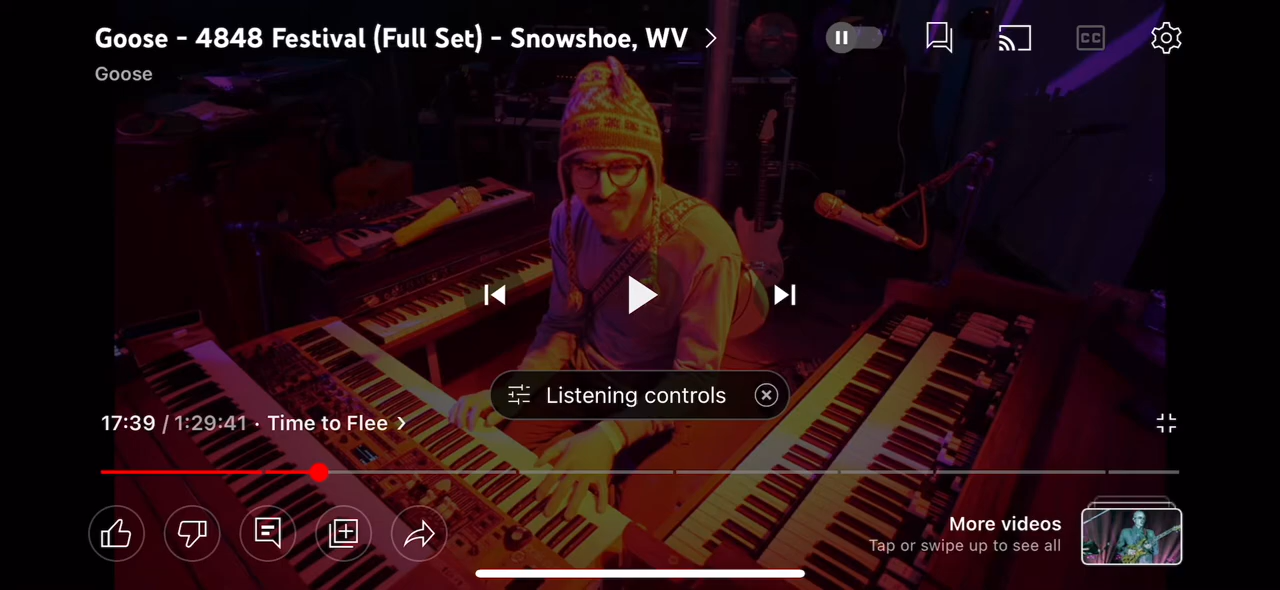 Goose - 4848 Festival (Full Set) - Snowshoe, WV
CC
Goose
Listening controls
17:39 / 1:29:41 · Time to Flee
More videos
Tap or swipe up to see all